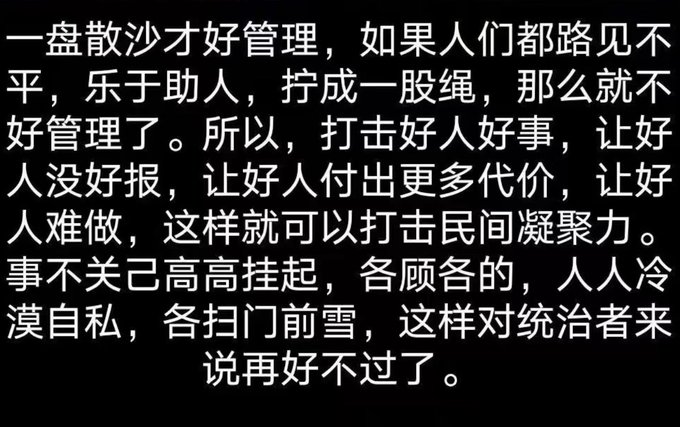 一盘散沙才好管理，如果人们都路见不
平，乐于助人，拧成一股绳，那么就不
好管理了。所以，打击好人好事，让好
人没好报，让好人付出更多代价，让好
人难做，这样就可以打击民间凝聚力。
事不关己高高挂起，各顾各的，人人冷
漠自私，各扫门前雪，这样对统治者来
说再好不过了。